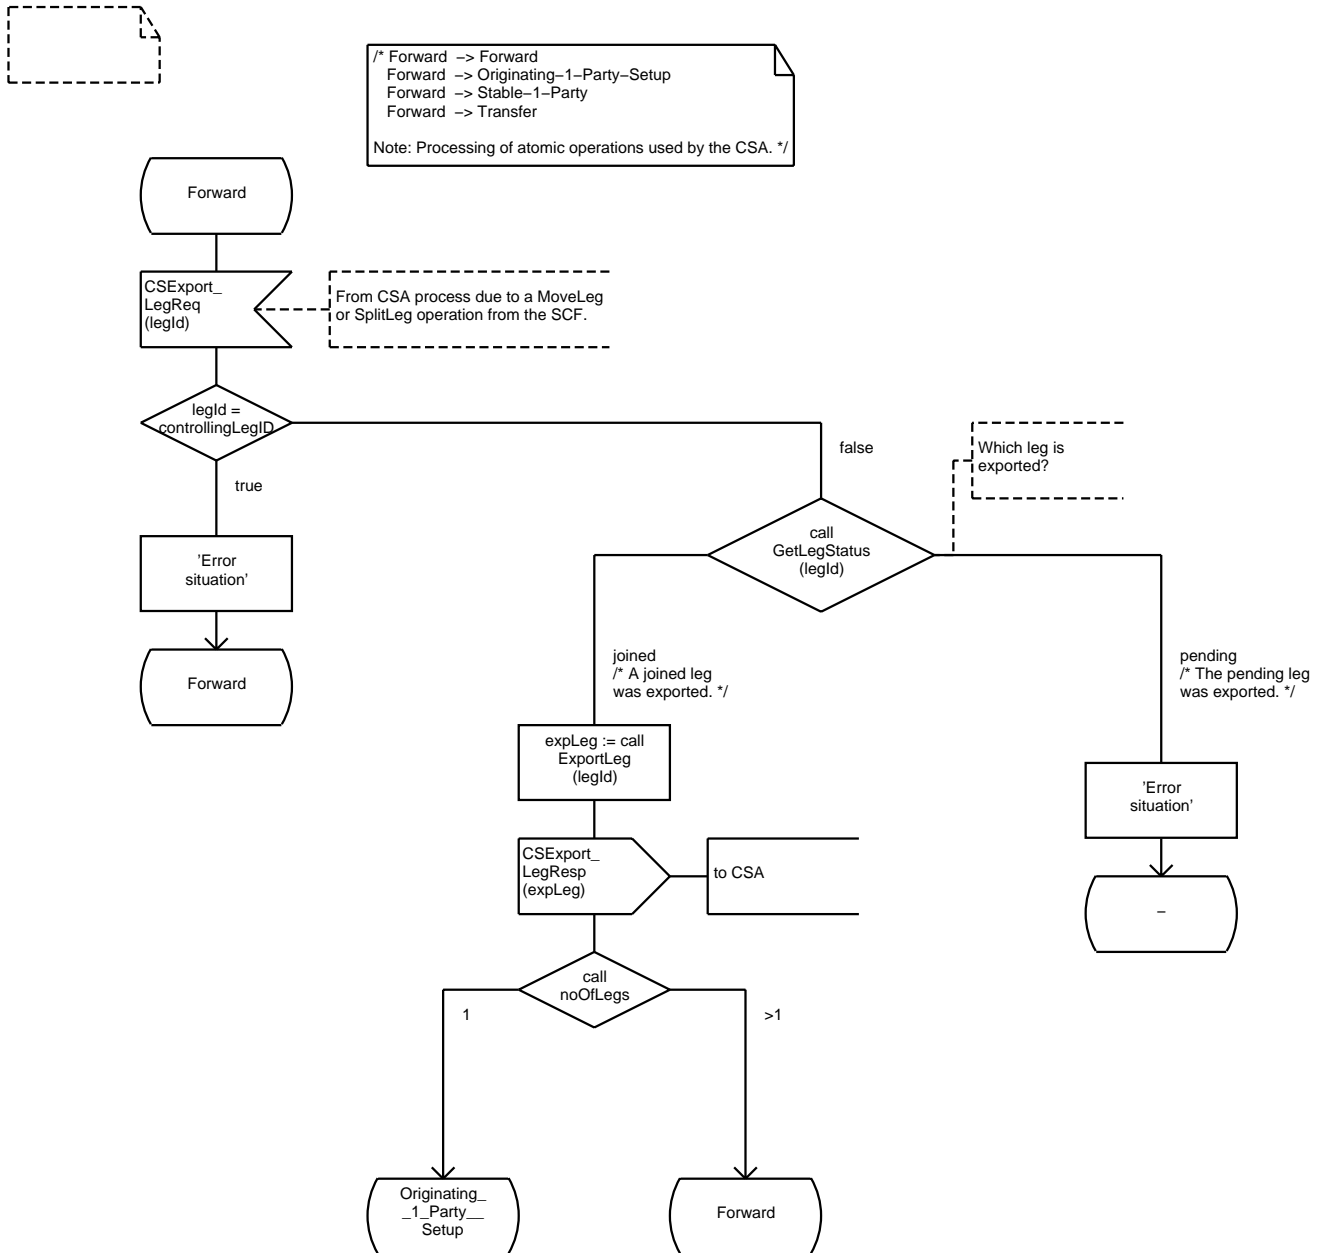 /* Forward –> Forward
Forward –> Originating–1–Party–Setup
Forward –> Stable–1–Party
Forward –> Transfer
Note: Processing of atomic operations used by the CSA. */
Forward
CSExport_
LegReq
(legId)
From CSA process due to a MoveLeg
or SplitLeg operation from the SCF.
legId =
controllingLegID
false
Which leg is
exported?
true
call
GetLegStatus
(legId)
'Error
situation'
Forward
joined
/* A joined leg
was exported. */
pending
/* The pending leg
was exported. */
expLeg := call
ExportLeg
(legId)
'Error
situation'
CSExport_
LegResp
(expLeg)
to CSA
–
call
noOfLegs
1
>1
Originating_
_1_Party__
Setup
Forward